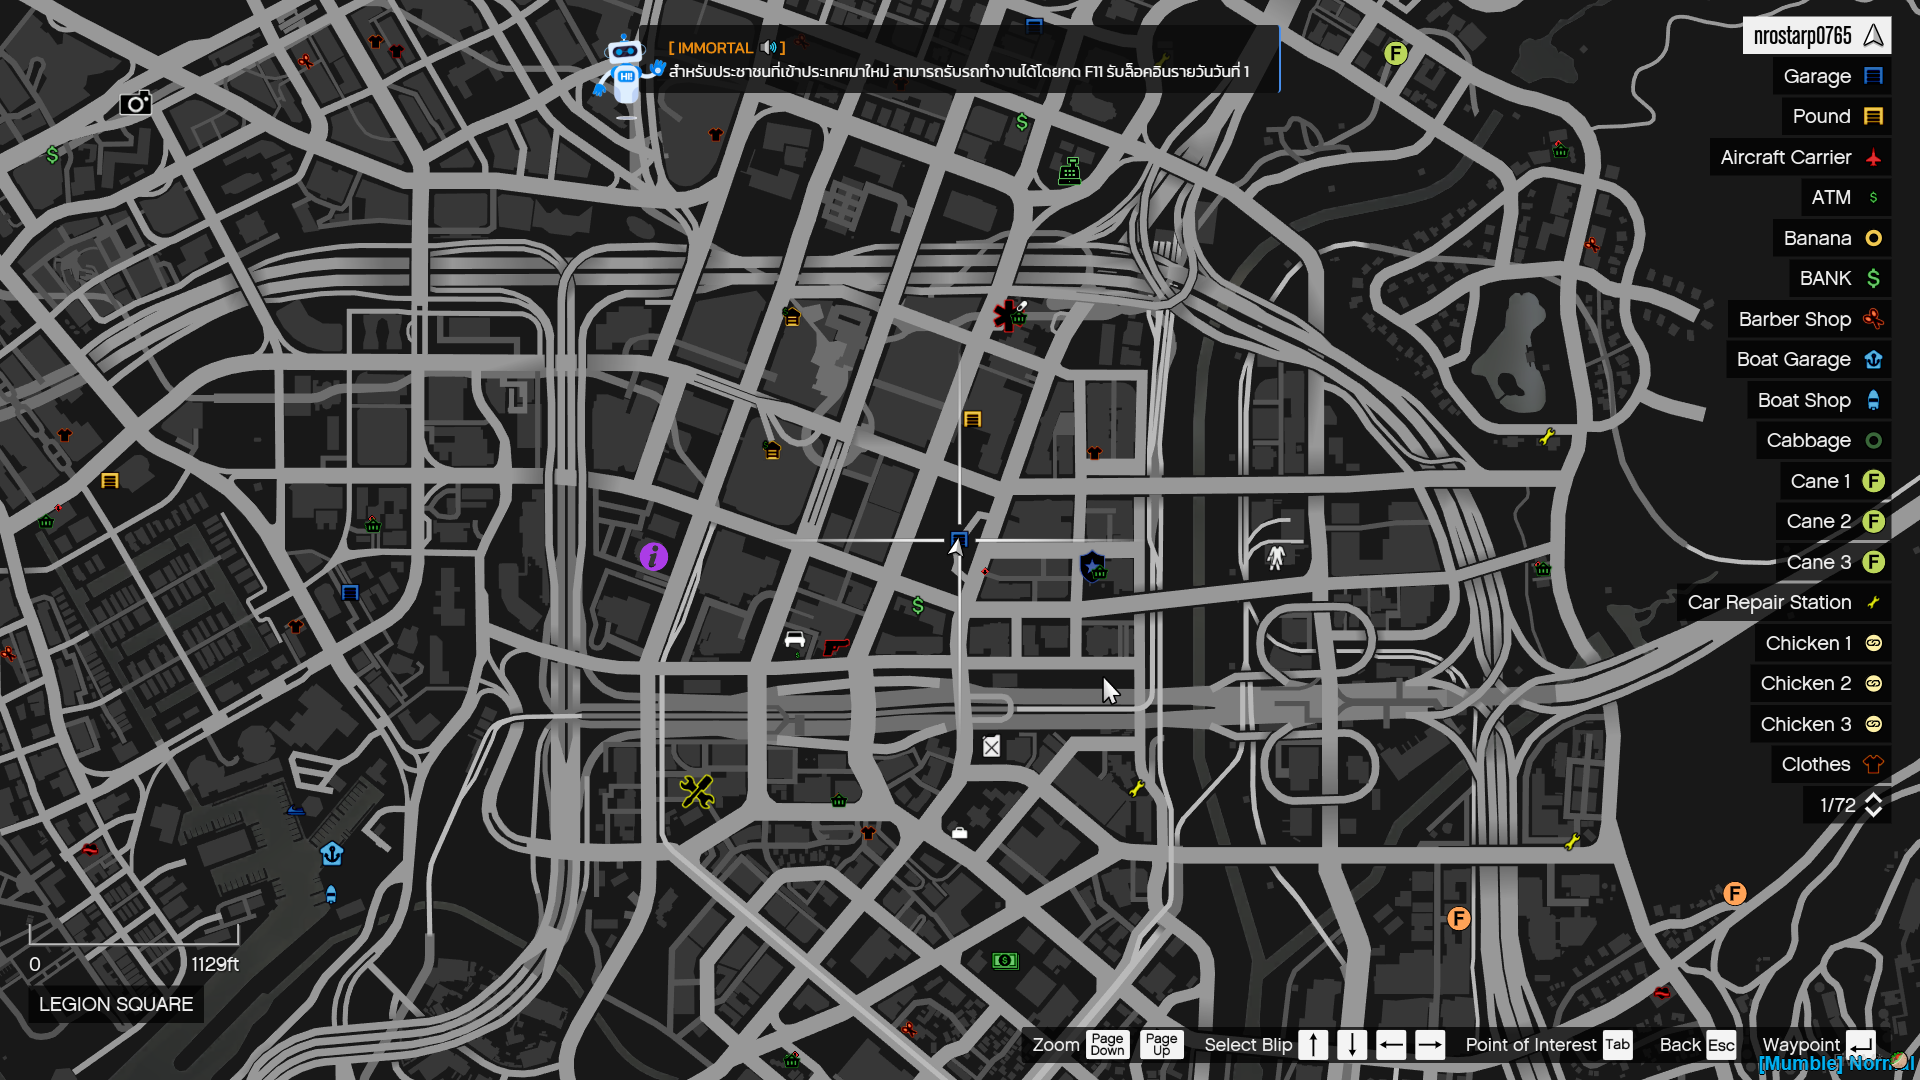 [ IMMORTAL 🔊 ]
HI!
สำหรับประชาชนที่เข้าประเทศมาใหม่ สามารถรับรถทำงานได้โดยกด F11 รับล็อคอินรายวันวันที่ 1
nrostarp0765
Garage
Pound
Aircraft Carrier
ATM
Banana
BANK
Barber Shop
Boat Garage
Boat Shop
Cabbage
Cane 1 F
Cane 2 F
Cane 3 F
Car Repair Station
Chicken 1
Chicken 2
Chicken 3
Clothes
1/72
F
F
F
0 1129ft
LEGION SQUARE
Zoom Page Down Page Up Select Blip ↑ ↓ ← → Point of Interest Tab Back Esc Waypoint
[Mumble]